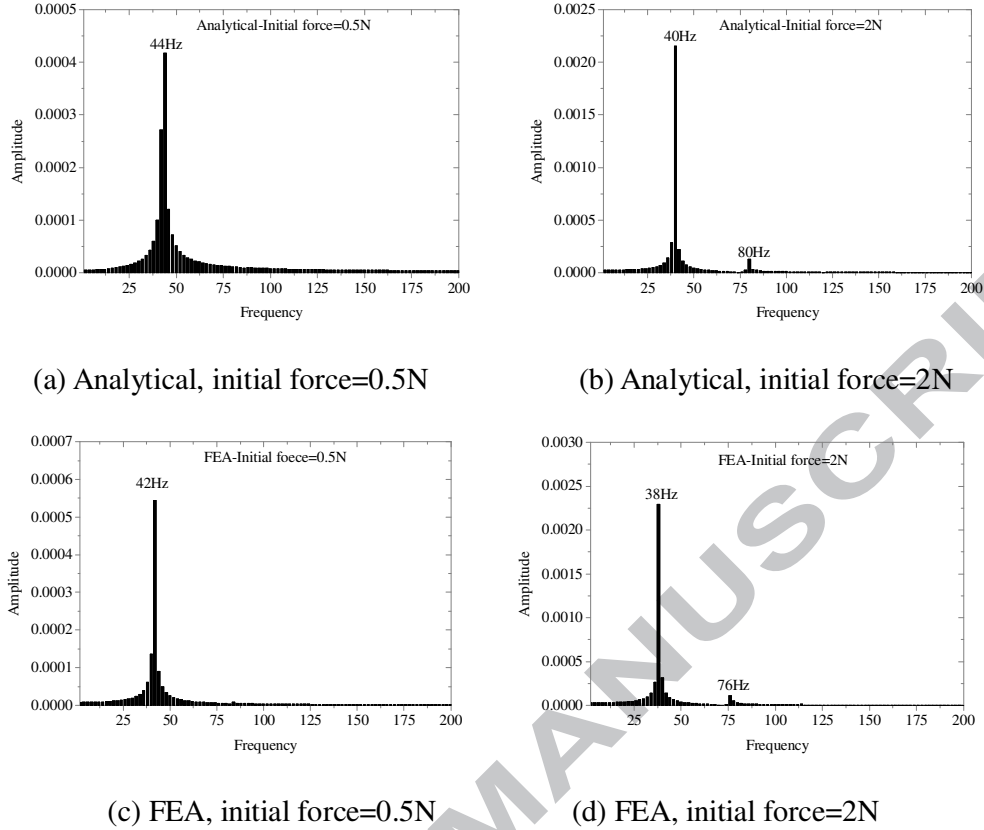 0.0005
0.0004
0.0003
0.0002
0.0001
0.0000
Amplitude
Analytical-Initial force=0.5N
44Hz
25 50 75 100 125 150 175 200
Frequency
(a) Analytical, initial force=0.5N
0.0025
0.0020
0.0015
0.0010
0.0005
0.0000
Amplitude
Analytical-Initial force=2N
40Hz
80Hz
25 50 75 100 125 150 175 200
Frequency
(b) Analytical, initial force=2N
0.0007
0.0006
0.0005
0.0004
0.0003
0.0002
0.0001
0.0000
Amplitude
FEA-Initial foece=0.5N
42Hz
25 50 75 100 125 150 175 200
Frequency
(c) FEA, initial force=0.5N
0.0030
0.0025
0.0020
0.0015
0.0010
0.0005
0.0000
Amplitude
FEA-Initial force=2N
38Hz
76Hz
25 50 75 100 125 150 175 200
Frequency
(d) FEA, initial force=2N
MANUSCRI